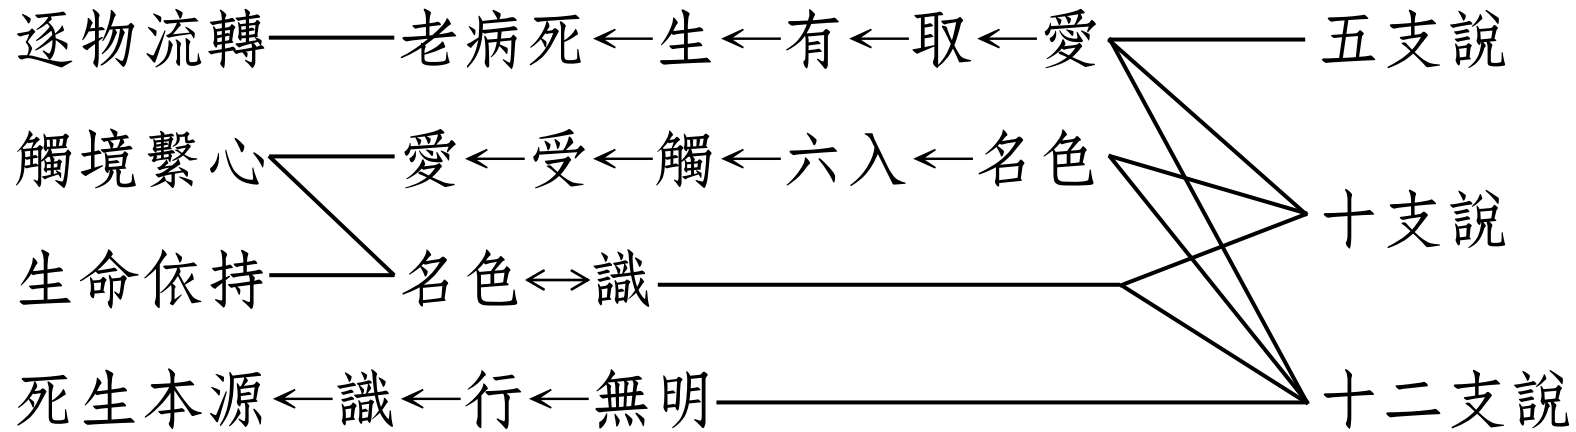 逐物流轉——老病死←生←有←取←愛——五支說
觸境繫心——愛←受←觸←六入←名色
十支說
生命依持——名色↔識
死生本源←識←行←無明——十二支說